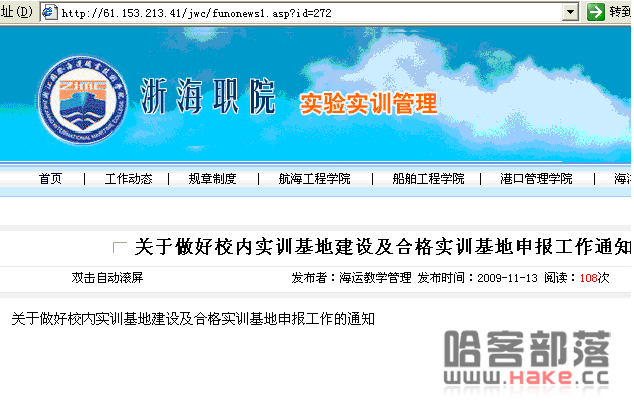 址(D) http://61.153.213.41/jwc/funonews1.asp?id=272 转到
ZIMC
ZHEJIANG INTERNATIONAL MARITIME COLLEGE
浙海职院 实验实训管理
首页 | 工作动态 | 规章制度 | 航海工程学院 | 船舶工程学院 | 港口管理学院 | 海运
关于做好校内实训基地建设及合格实训基地申报工作通知
双击自动滚屏 发布者：海运教学管理 发布时间：2009-11-13 阅读：108次
关于做好校内实训基地建设及合格实训基地申报工作的通知
哈客部落
www.Hake.cc